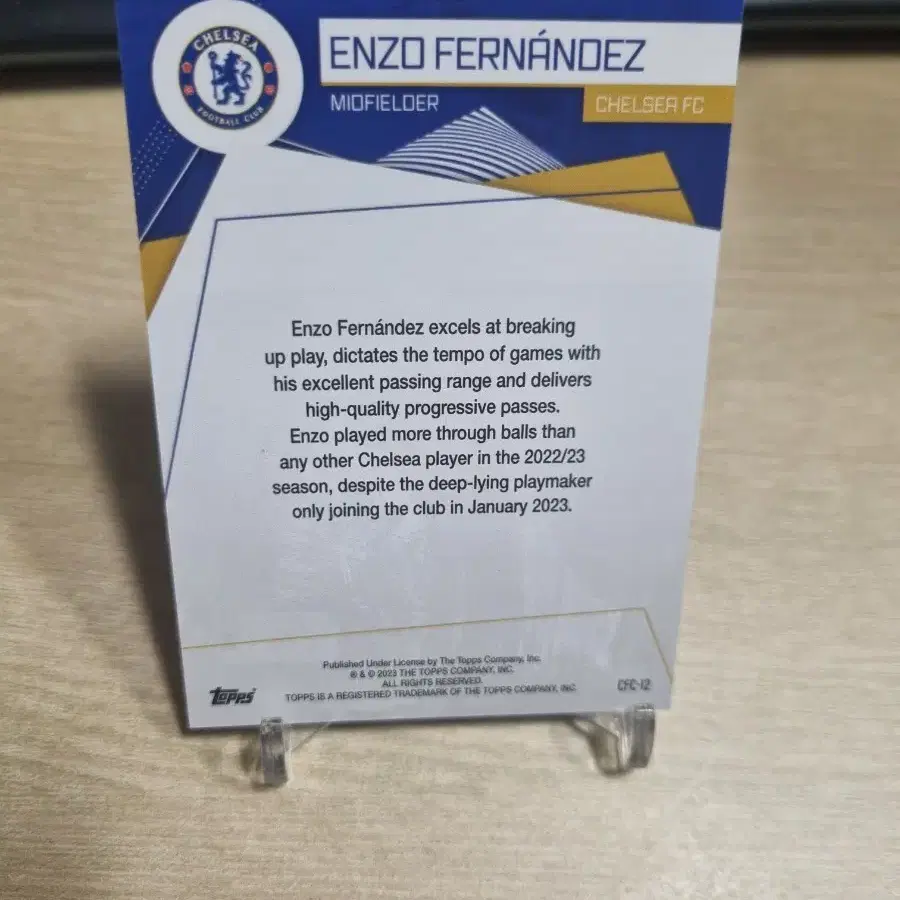 CHELSEA
FOOTBALL CLUB
ENZO FERNÁNDEZ
MIDFIELDER
CHELSEA FC
Enzo Fernández excels at breaking
up play, dictates the tempo of games with
his excellent passing range and delivers
high-quality progressive passes.
Enzo played more through balls than
any other Chelsea player in the 2022/23
season, despite the deep-lying playmaker
only joining the club in January 2023.
Published Under License by The Topps Company, Inc.
® & © 2023 THE TOPPS COMPANY, INC.
ALL RIGHTS RESERVED.
TOPPS IS A REGISTERED TRADEMARK OF THE TOPPS COMPANY, INC.
topps
CFC-12